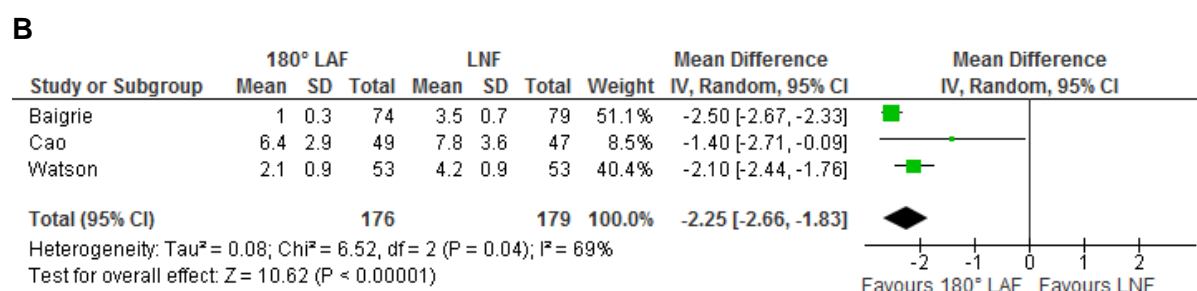 B
180° LAF LNF Mean Difference Mean Difference
Study or Subgroup Mean SD Total Mean SD Total Weight IV, Random, 95% CI IV, Random, 95% CI
Baigrie 1 0.3 74 3.5 0.7 79 51.1% -2.50 [-2.67, -2.33]
Cao 6.4 2.9 49 7.8 3.6 47 8.5% -1.40 [-2.71, -0.09]
Watson 2.1 0.9 53 4.2 0.9 53 40.4% -2.10 [-2.44, -1.76]
Total (95% CI) 176 179 100.0% -2.25 [-2.66, -1.83]
Heterogeneity: Tau² = 0.08; Chi² = 6.52, df = 2 (P = 0.04); I² = 69%
Test for overall effect: Z = 10.62 (P < 0.00001)
-2 -1 0 1 2
Favours 180° LAF Favours LNF